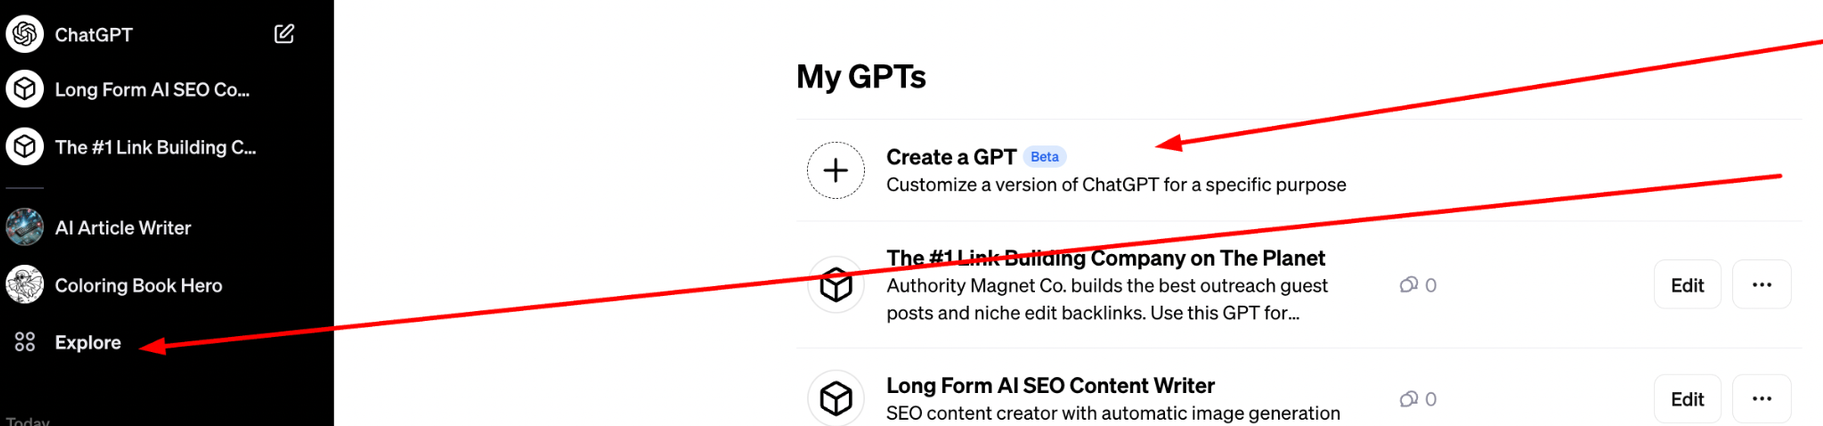 ChatGPT
Long Form AI SEO Co...
The #1 Link Building C...
AI Article Writer
Coloring Book Hero
Explore
Today
My GPTs
Create a GPT Beta
Customize a version of ChatGPT for a specific purpose
The #1 Link Building Company on The Planet
Authority Magnet Co. builds the best outreach guest
posts and niche edit backlinks. Use this GPT for...
0
Edit
Long Form AI SEO Content Writer
SEO content creator with automatic image generation
0
Edit